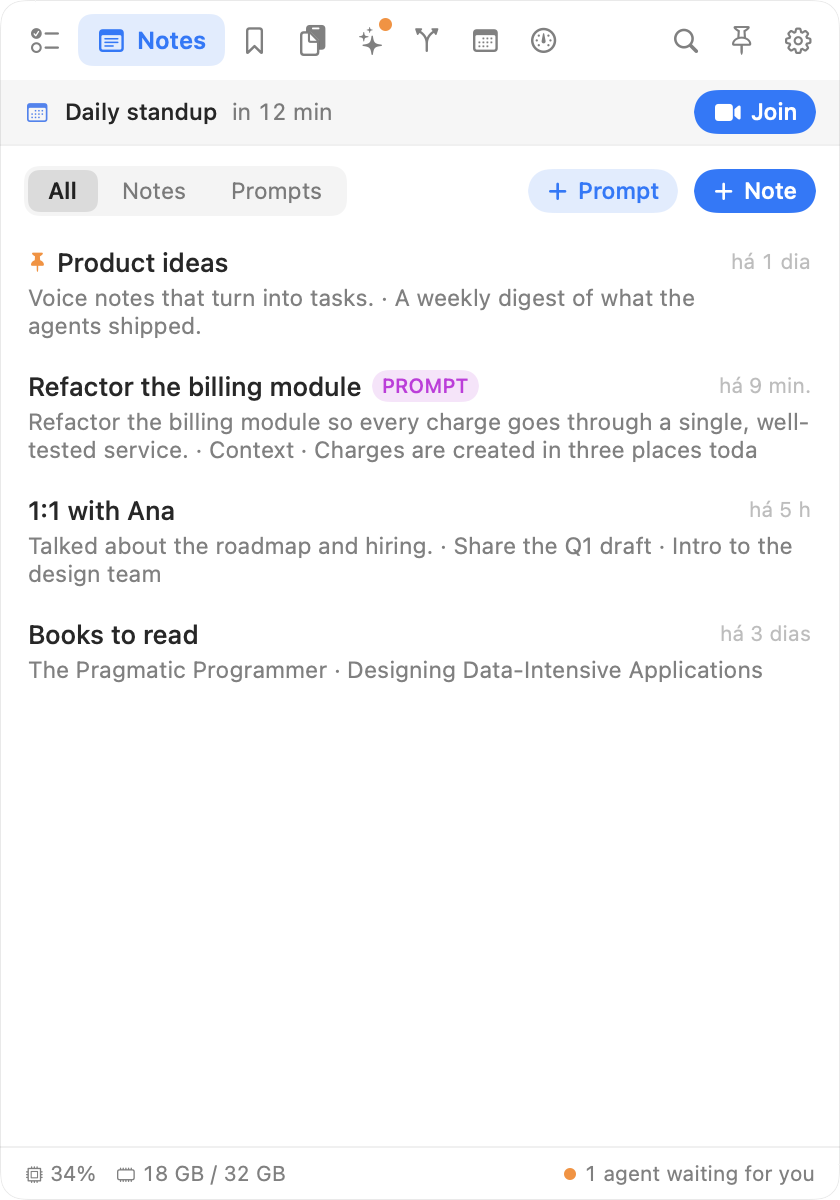 Notes
Daily standup in 12 min
Join
All Notes Prompts
+ Prompt + Note
Product ideas há 1 dia
Voice notes that turn into tasks. · A weekly digest of what the
agents shipped.
Refactor the billing module PROMPT há 9 min.
Refactor the billing module so every charge goes through a single, well-
tested service. · Context · Charges are created in three places toda
1:1 with Ana há 5 h
Talked about the roadmap and hiring. · Share the Q1 draft · Intro to the
design team
Books to read há 3 dias
The Pragmatic Programmer · Designing Data-Intensive Applications
34% 18 GB / 32 GB 1 agent waiting for you